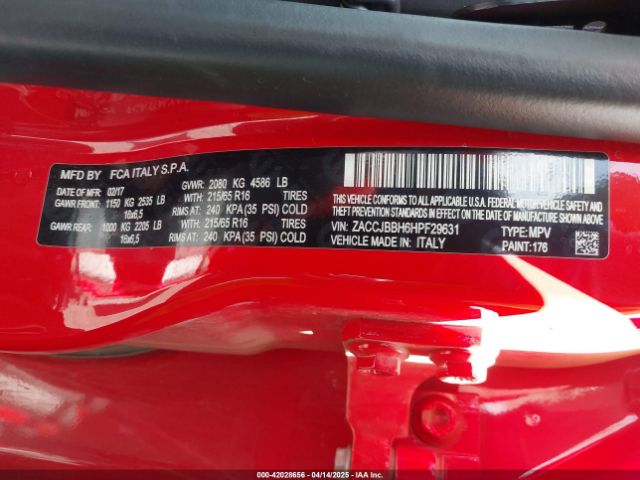 MFD BY FCA ITALY S.P.A.
GVWR: 2080 KG 4586 LB
DATE OF MFR: 02/17
GAWR FRONT: 1150 KG 2535 LB WITH 215/65 R16 TIRES
16x6,5 RIMS AT: 240 KPA (35 PSI) COLD
GAWR REAR: 1000 KG 2205 LB WITH 215/65 R16 TIRES
16x6,5 RIMS AT: 240 KPA (35 PSI) COLD
THIS VEHICLE CONFORMS TO ALL APPLICABLE U.S.A. FEDERAL MOTOR VEHICLE SAFETY
BUMPER AND THEFT PREVENTION STANDARDS IN EFFECT ON THE DATE OF MFR SHOWN ABOVE
VIN: ZACCJBBH6HPF29631 TYPE: MPV
VEHICLE MADE IN: ITALY PAINT: 176
000-42028656 - 04/14/2025 - IAAI.COM